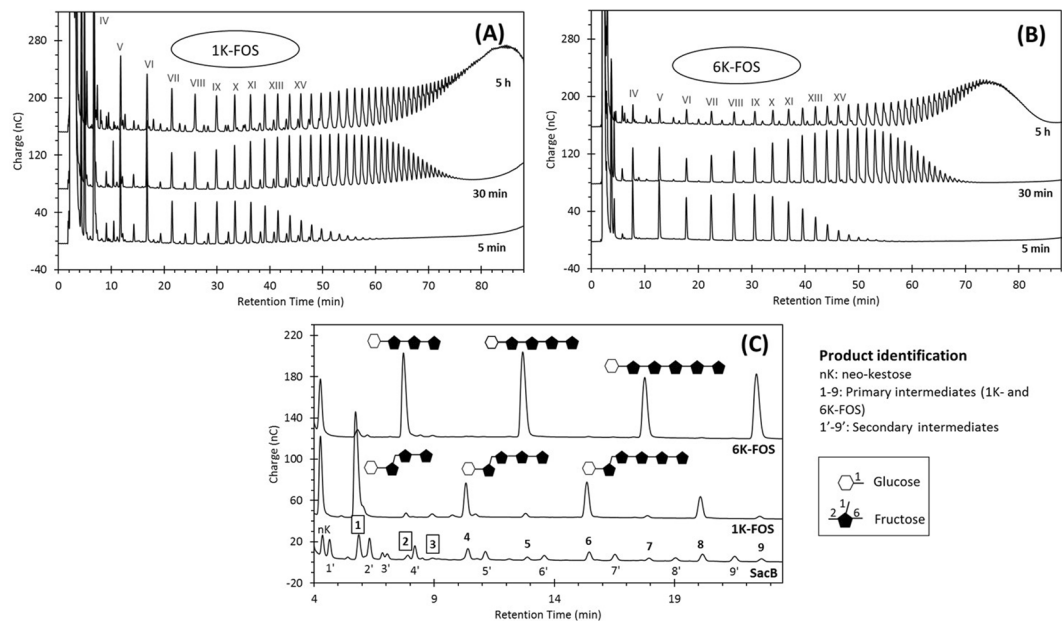 (A)
1K-FOS
IV
V
VI
VII
VIII
IX
X
XI
XIII
XV
5 h
30 min
5 min
280
200
120
40
-40
Charge (nC)
0 10 20 30 40 50 60 70 80
Retention Time (min)
(B)
6K-FOS
IV
V
VI
VII
VIII
IX
X
XI
XIII
XV
5 h
30 min
5 min
280
200
120
40
-40
Charge (nC)
0 10 20 30 40 50 60 70 80
Retention Time (min)
(C)
220
180
140
100
60
20
-20
Charge (nC)
6K-FOS
1K-FOS
SacB
nK 1 2 3 4 5 6 7 8 9
1' 2' 3' 4' 5' 6' 7' 8' 9'
4 9 14 19
Retention Time (min)
Product identification
nK: neo-kestose
1-9: Primary intermediates (1K- and
6K-FOS)
1’-9’: Secondary intermediates
1 Glucose
1
2 6 Fructose